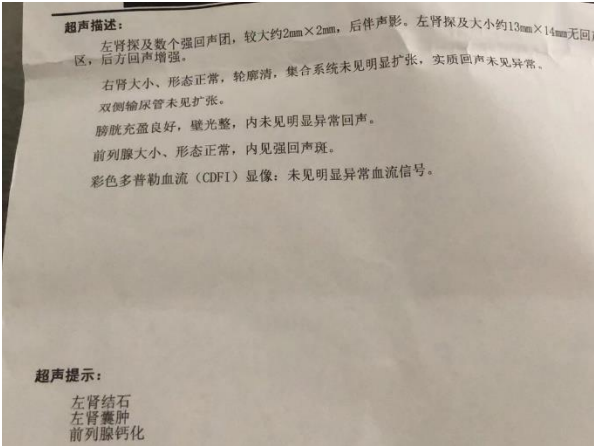 超声描述：
左肾探及数个强回声团，较大约2mm×2mm，后伴声影。左肾探及大小约13mm×14mm无回
区，后方回声增强。
右肾大小、形态正常，轮廓清，集合系统未见明显扩张，实质回声未见异常。
双侧输尿管未见扩张。
膀胱充盈良好，壁光整，内未见明显异常回声。
前列腺大小、形态正常，内见强回声斑。
彩色多普勒血流（CDFI）显像：未见明显异常血流信号。
超声提示：
左肾结石
左肾囊肿
前列腺钙化